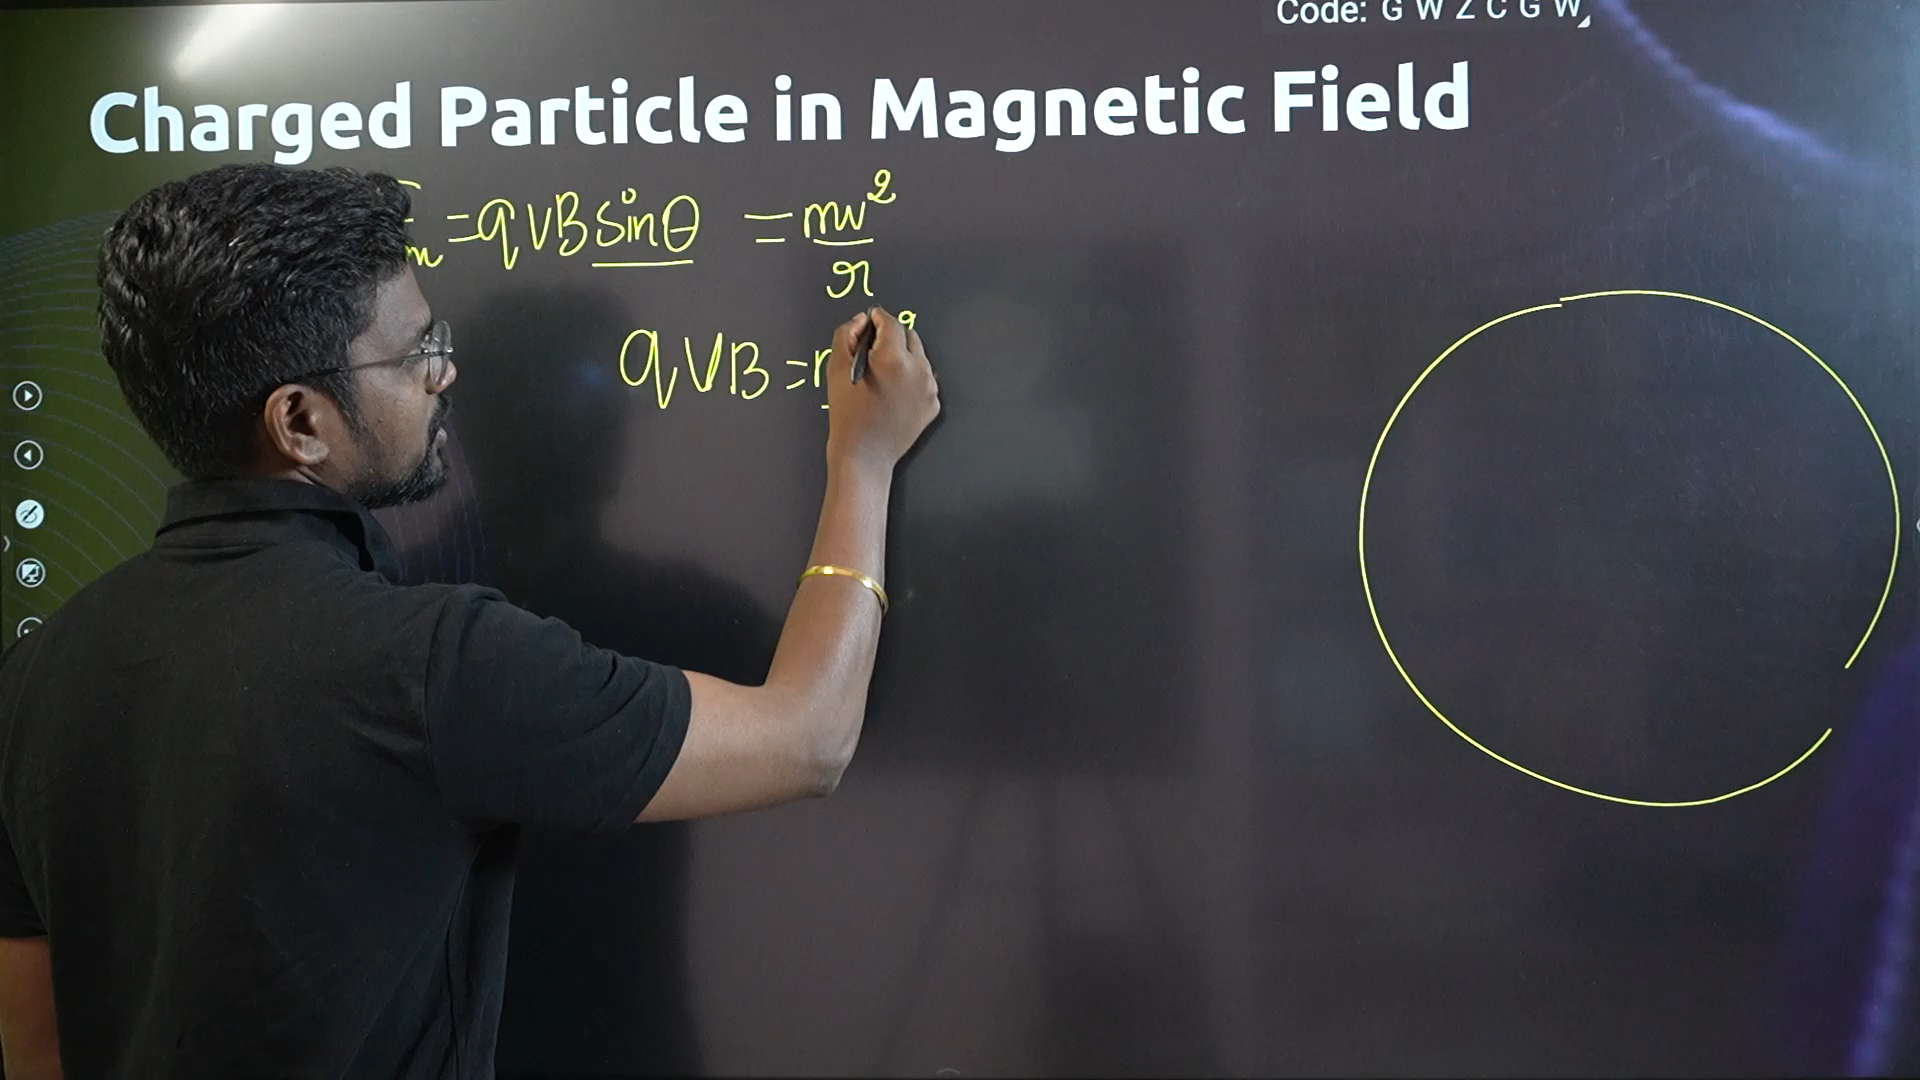 Code: G W Z C G W
Charged Particle in Magnetic Field
m = qVB sinθ = mv²/r
qVB =